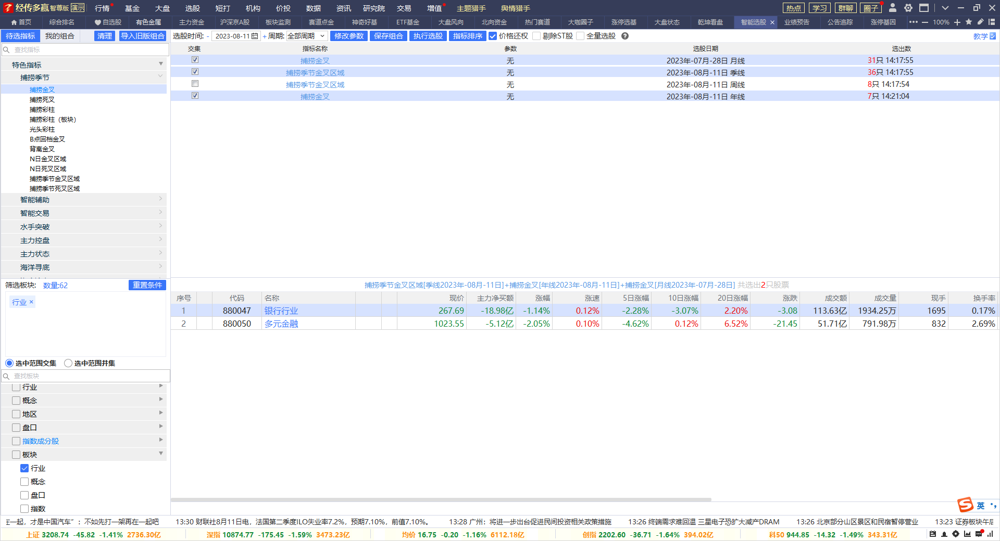 经传多赢 智尊版 演示 行情 基金 大盘 选股 短打 机构 价投 数据 资讯 研究院 交易 增值 主题猎手 舆情猎手 热点 学习 群聊 圈子
首页 综合排名 自选股 有色金属 主力资金 沪深京A股 板块监测 赛道点金 神奇好基 ETF基金 大盘风向 北向资金 热门赛道 大咖圈子 涨停选基 大盘状态 乾坤看盘 智能选股 × 业绩预告 公告追踪 涨停基因 ••• 100%
待选指标 我的组合 清理 导入旧版组合 选股时间: - 2023-08-11 + 周期: 全部周期 修改参数 保存组合 执行选股 指标排序 价格还权 剔除ST股 全量选股 ? 教学
查找指标
交集 指标名称 参数 选股日期 选出数
捕捞金叉 无 2023年-07月-28日 月线 31只 14:17:55
捕捞季节金叉区域 无 2023年-08月-11日 季线 36只 14:17:55
捕捞季节金叉区域 无 2023年-08月-11日 周线 8只 14:17:54
捕捞金叉 无 2023年-08月-11日 年线 7只 14:21:04
特色指标
捕捞季节
捕捞金叉
捕捞死叉
捕捞彩柱
捕捞彩柱（板块）
光头彩柱
B点回档金叉
背离金叉
N日金叉区域
N日死叉区域
捕捞季节金叉区域
捕捞季节死叉区域
智能辅助
智能交易
水手突破
主力控盘
主力状态
海洋寻底
筛选板块: 数量:62 重置条件
行业 ×
选中范围交集 选中范围并集
查找板块
行业
概念
地区
盘口
指数成分股
板块
行业
概念
盘口
指数
捕捞季节金叉区域[季线2023年-08月-11日]+捕捞金叉[年线2023年-08月-11日]+捕捞金叉[月线2023年-07月-28日] 共选出2只股票
序号 代码 名称 现价 主力净买额 涨幅 涨速 5日涨幅 10日涨幅 20日涨幅 涨跌 成交额 成交量 现手 换手率
1 880047 银行行业 267.69 -18.98亿 -1.14% 0.12% -2.28% -3.07% 2.20% -3.08 113.63亿 1934.25万 1695 0.17%
2 880050 多元金融 1023.55 -5.12亿 -2.05% 0.10% -4.62% 0.12% 6.52% -21.45 51.71亿 791.98万 832 2.69%
英
一起，才是中国汽车”：不如先打一架再在一起吧 13:30 财联社8月11日电，法国第二季度ILO失业率7.2%，预期7.10%，前值7.10%。 13:28 广州：将进一步出台促进民间投资相关政策措施 13:26 终端需求难回温 三星电子恐扩大减产DRAM 13:26 北京部分山区景区和民宿暂停营业 13:23 证券板块午后
上证 3208.74 -45.82 -1.41% 2736.30亿 深指 10874.77 -175.45 -1.59% 3473.23亿 均价 16.75 -0.20 -1.16% 6112.18亿 创指 2202.60 -36.71 -1.64% 394.02亿 科50 944.85 -14.32 -1.49% 343.31亿